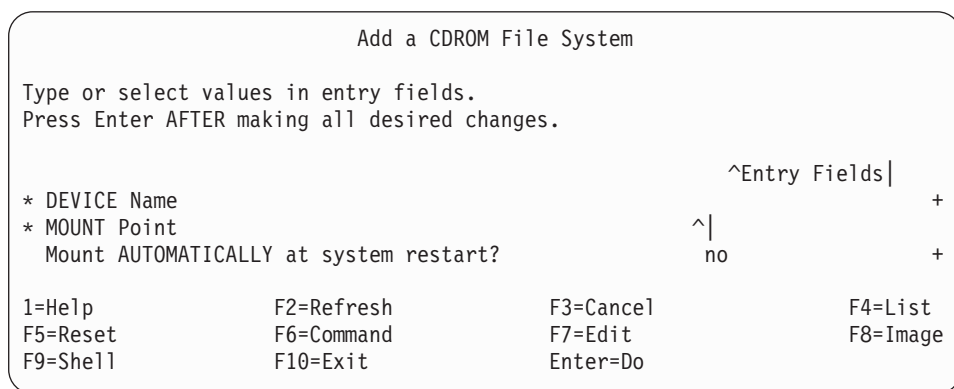 Add a CDROM File System
Type or select values in entry fields.
Press Enter AFTER making all desired changes.
^Entry Fields|
* DEVICE Name +
* MOUNT Point ^|
Mount AUTOMATICALLY at system restart? no +
1=Help F2=Refresh F3=Cancel F4=List
F5=Reset F6=Command F7=Edit F8=Image
F9=Shell F10=Exit Enter=Do